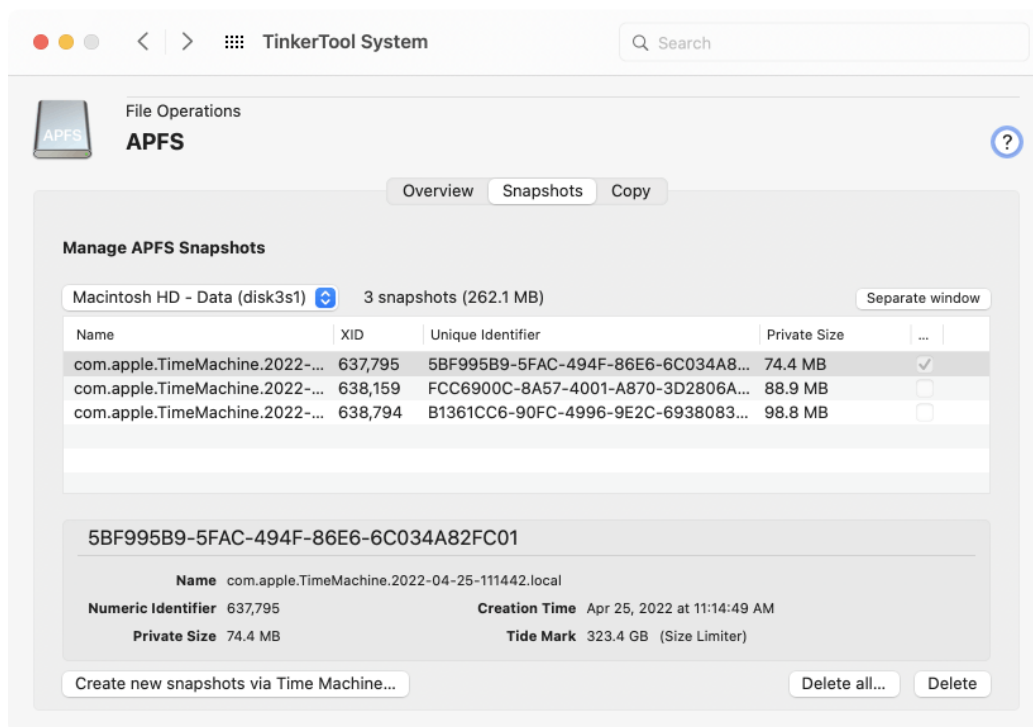 TinkerTool System
Search
APFS
File Operations
APFS
?
Overview Snapshots Copy
Manage APFS Snapshots
Macintosh HD - Data (disk3s1) 3 snapshots (262.1 MB) Separate window
Name XID Unique Identifier Private Size ...
com.apple.TimeMachine.2022-... 637,795 5BF995B9-5FAC-494F-86E6-6C034A8... 74.4 MB
com.apple.TimeMachine.2022-... 638,159 FCC6900C-8A57-4001-A870-3D2806A... 88.9 MB
com.apple.TimeMachine.2022-... 638,794 B1361CC6-90FC-4996-9E2C-6938083... 98.8 MB
5BF995B9-5FAC-494F-86E6-6C034A82FC01
Name com.apple.TimeMachine.2022-04-25-111442.local
Numeric Identifier 637,795 Creation Time Apr 25, 2022 at 11:14:49 AM
Private Size 74.4 MB Tide Mark 323.4 GB (Size Limiter)
Create new snapshots via Time Machine... Delete all... Delete